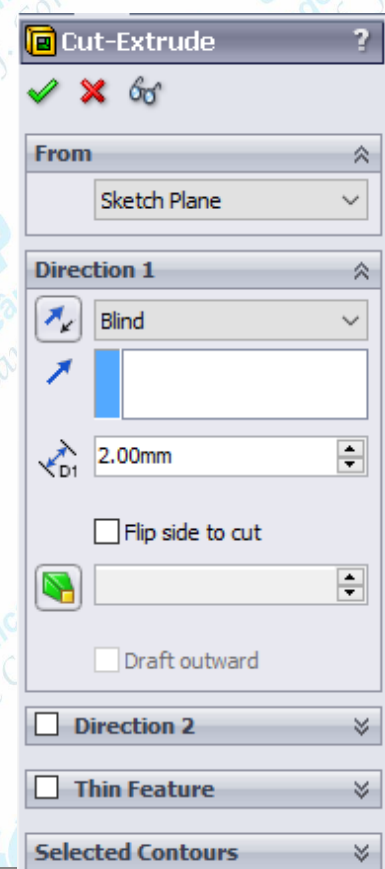 Cut-Extrude ?
From
Sketch Plane
Direction 1
Blind
D1 2.00mm
Flip side to cut
Draft outward
Direction 2
Thin Feature
Selected Contours